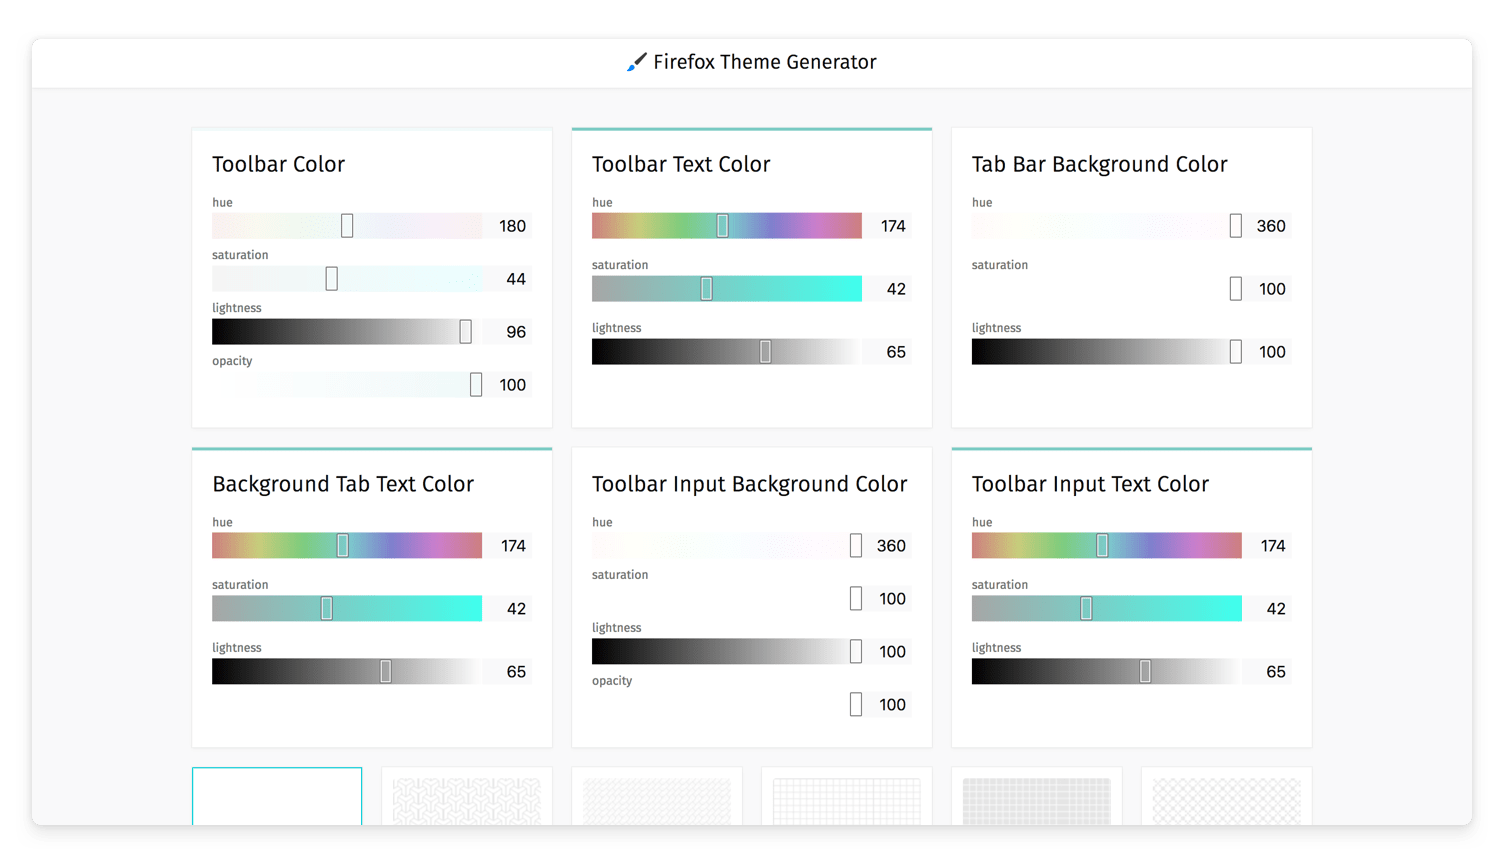 Firefox Theme Generator
Toolbar Color
hue
180
saturation
44
lightness
96
opacity
100
Toolbar Text Color
hue
174
saturation
42
lightness
65
Tab Bar Background Color
hue
360
saturation
100
lightness
100
Background Tab Text Color
hue
174
saturation
42
lightness
65
Toolbar Input Background Color
hue
360
saturation
100
lightness
100
opacity
100
Toolbar Input Text Color
hue
174
saturation
42
lightness
65